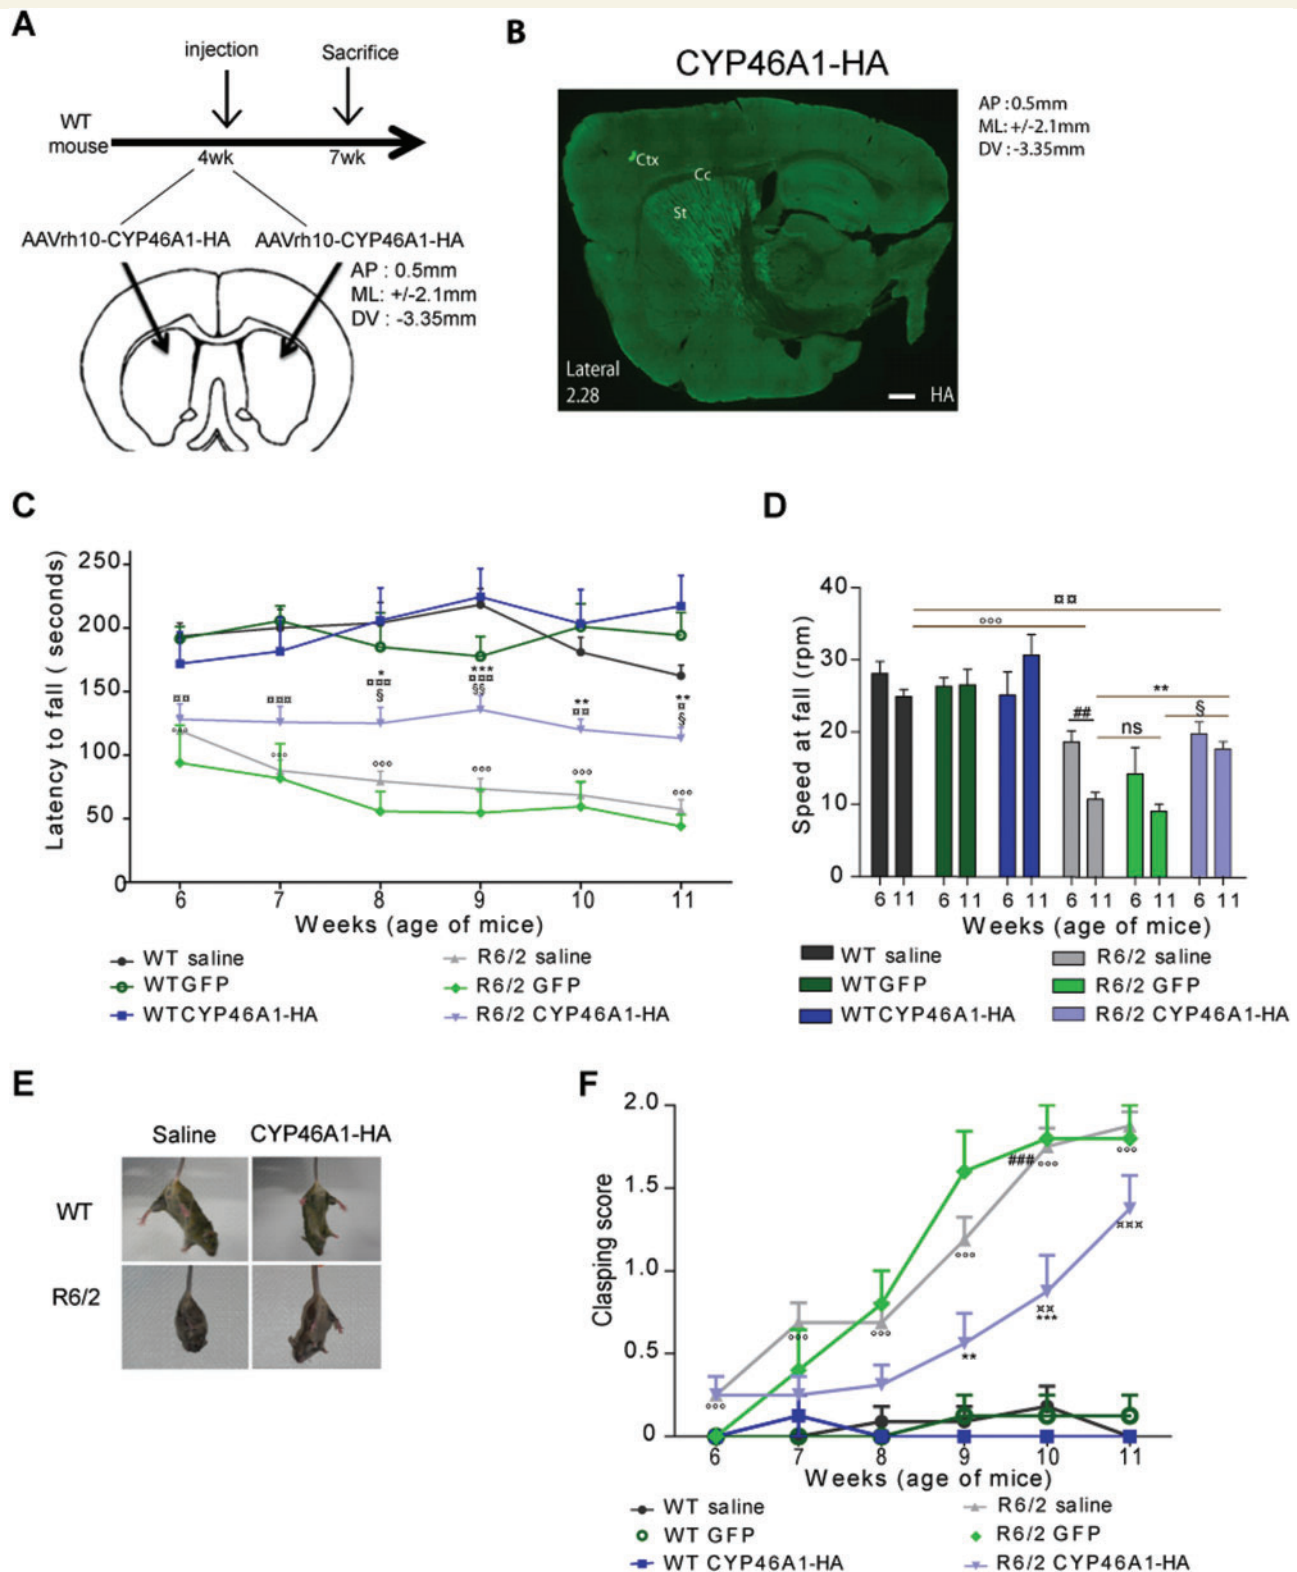 A
injection
Sacrifice
WT
mouse
4wk
7wk
AAVrh10-CYP46A1-HA
AAVrh10-CYP46A1-HA
AP : 0.5mm
ML: +/-2.1mm
DV : -3.35mm
B
CYP46A1-HA
AP : 0.5mm
ML: +/-2.1mm
DV : -3.35mm
Ctx
Cc
St
Lateral
2.28
HA
C
Latency to fall ( seconds)
250
200
150
100
50
0
¤¤
¤¤¤
*
¤¤¤
§
***
¤¤¤
§§
**
¤¤
**
¤
§
°°°
°°°
°°°
°°°
°°°
°°°
6 7 8 9 10 11
Weeks (age of mice)
WT saline
WTGFP
WTCYP46A1-HA
R6/2 saline
R6/2 GFP
R6/2 CYP46A1-HA
D
Speed at fall (rpm)
40
30
20
10
0
¤¤
°°°
**
##
§
ns
6 11 6 11 6 11 6 11 6 11 6 11
Weeks (age of mice)
WT saline
WTGFP
WTCYP46A1-HA
R6/2 saline
R6/2 GFP
R6/2 CYP46A1-HA
E
Saline
CYP46A1-HA
WT
R6/2
F
Clasping score
2.0
1.5
1.0
0.5
0
°°°
°°°
°°°
°°°
###
°°°
°°°
**
¤¤
***
¤¤¤
6 7 8 9 10 11
Weeks (age of mice)
WT saline
WT GFP
WT CYP46A1-HA
R6/2 saline
R6/2 GFP
R6/2 CYP46A1-HA